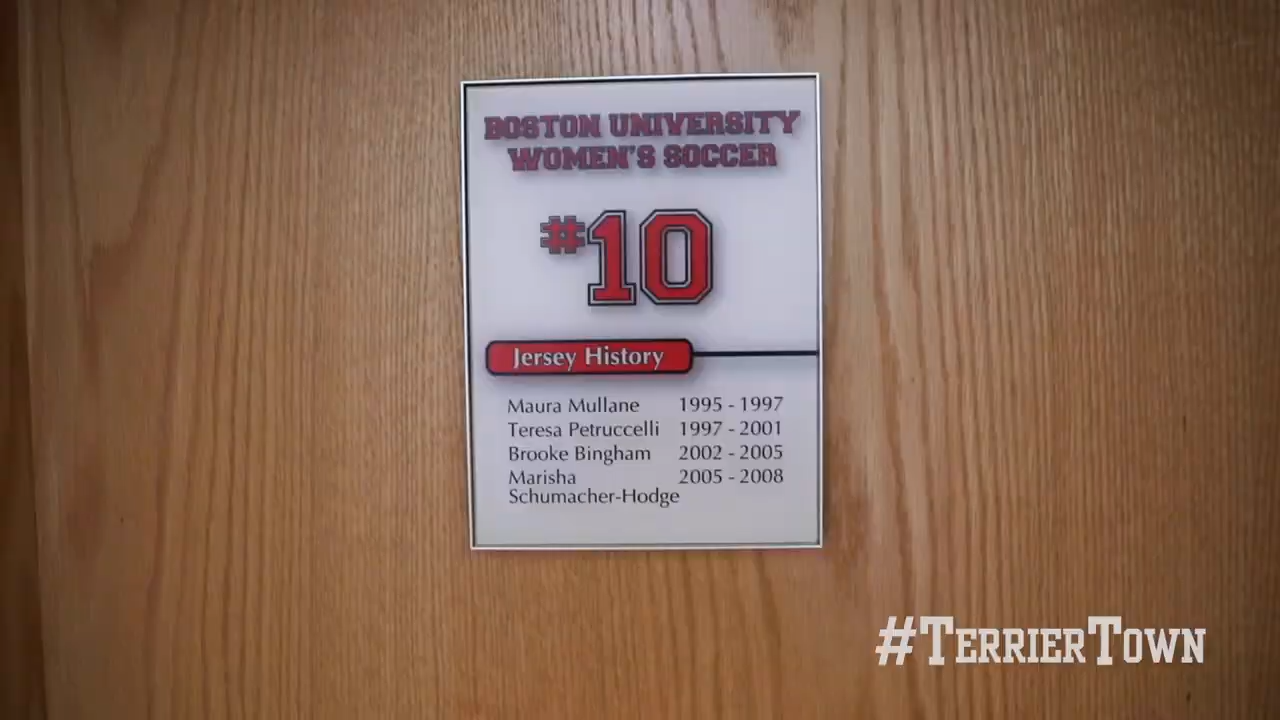 BOSTON UNIVERSITY
WOMEN'S SOCCER
#10
Jersey History
Maura Mullane 1995 - 1997
Teresa Petruccelli 1997 - 2001
Brooke Bingham 2002 - 2005
Marisha 2005 - 2008
Schumacher-Hodge
#TERRIERTOWN